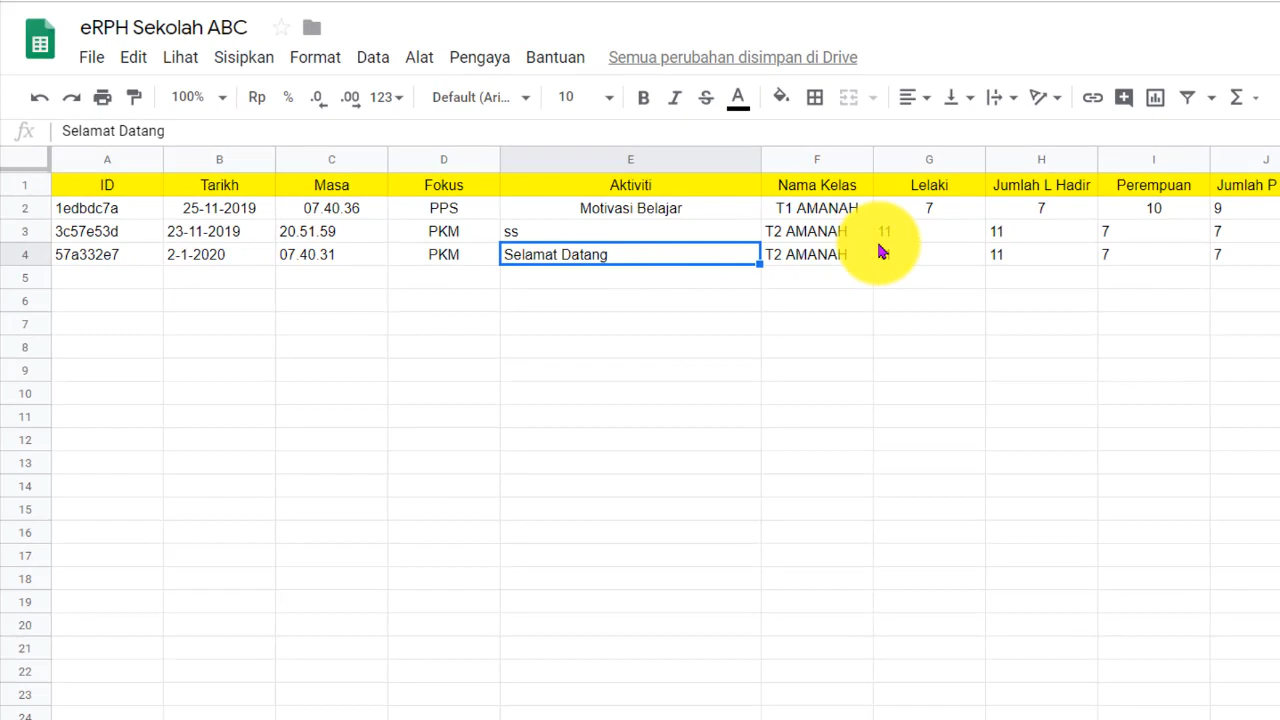 eRPH Sekolah ABC
File Edit Lihat Sisipkan Format Data Alat Pengaya Bantuan Semua perubahan disimpan di Drive
100% Rp % .0 .00 123 Default (Ari... 10 B I S A Σ
fx Selamat Datang
A B C D E F G H I J
1 ID Tarikh Masa Fokus Aktiviti Nama Kelas Lelaki Jumlah L Hadir Perempuan Jumlah P
2 1edbdc7a 25-11-2019 07.40.36 PPS Motivasi Belajar T1 AMANAH 7 7 10 9
3 3c57e53d 23-11-2019 20.51.59 PKM ss T2 AMANAH 11 11 7 7
4 57a332e7 2-1-2020 07.40.31 PKM Selamat Datang T2 AMANAH 11 7 7
5
6
7
8
9
10
11
12
13
14
15
16
17
18
19
20
21
22
23
24